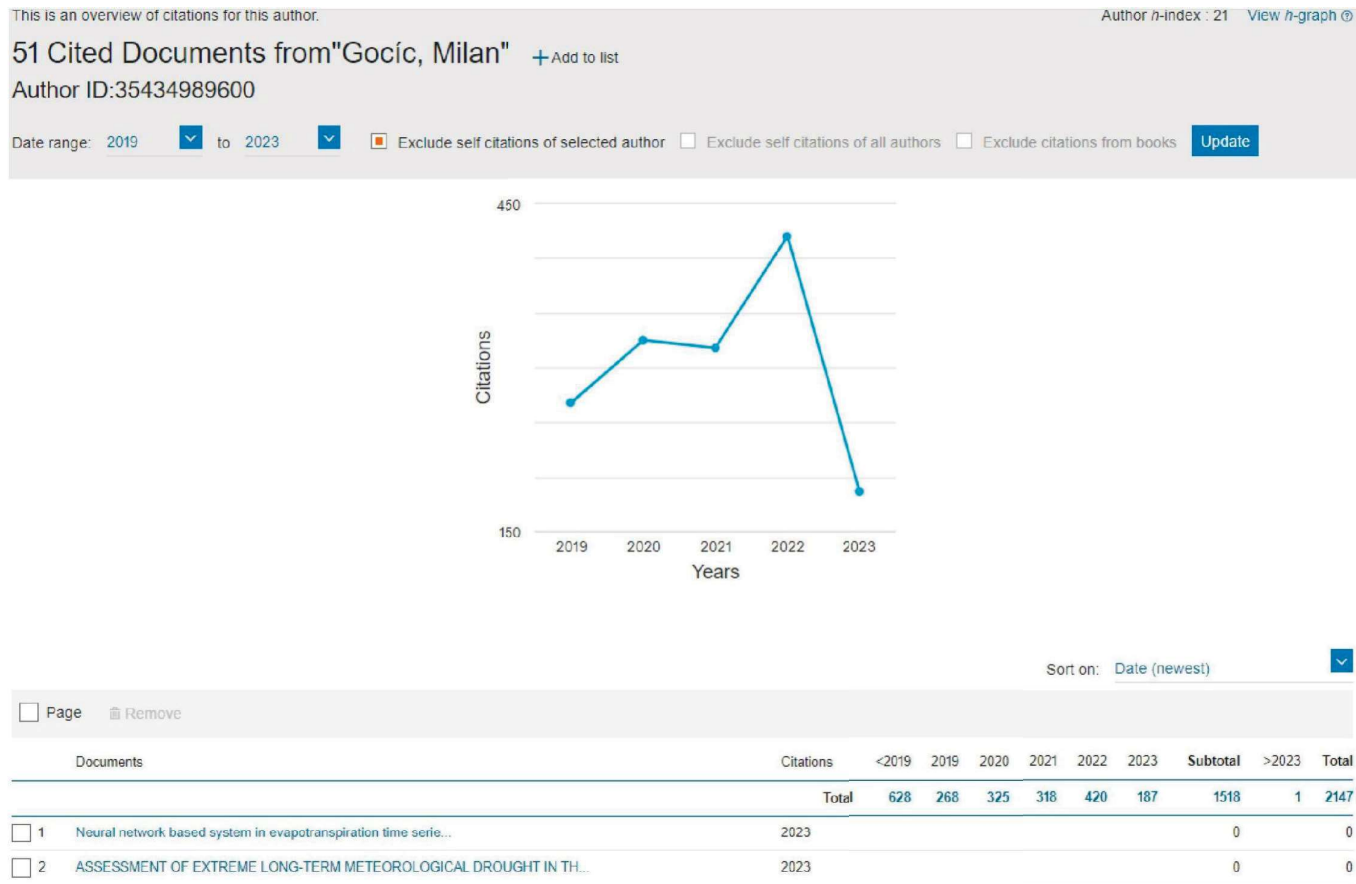 This is an overview of citations for this author.
Author h-index : 21 View h-graph ?
51 Cited Documents from"Gocíc, Milan" +Add to list
Author ID:35434989600
Date range: 2019 to 2023 Exclude self citations of selected author Exclude self citations of all authors Exclude citations from books Update
450
Citations
150
2019 2020 2021 2022 2023
Years
Sort on: Date (newest)
Page Remove
Documents Citations <2019 2019 2020 2021 2022 2023 Subtotal >2023 Total
Total 628 268 325 318 420 187 1518 1 2147
1 Neural network based system in evapotranspiration time serie... 2023 0 0
2 ASSESSMENT OF EXTREME LONG-TERM METEOROLOGICAL DROUGHT IN TH... 2023 0 0